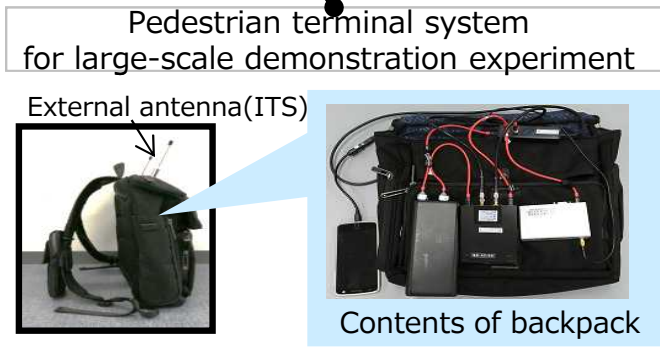 Pedestrian terminal system
for large-scale demonstration experiment
External antenna(ITS)
Contents of backpack